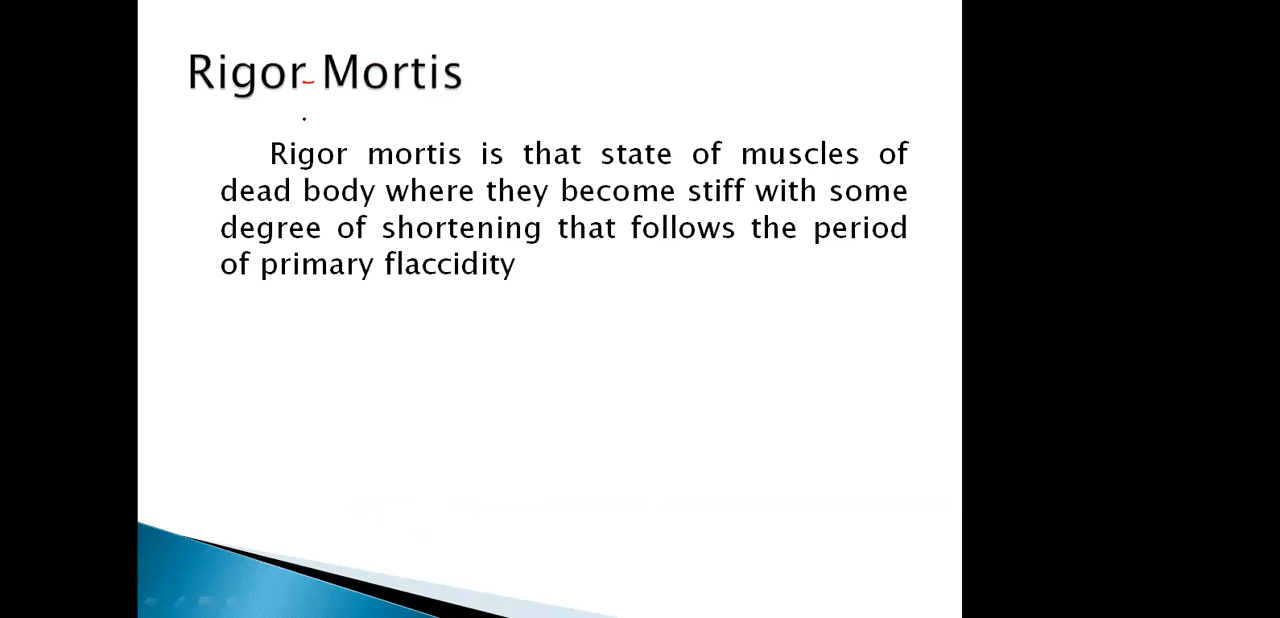 Rigor Mortis
Rigor mortis is that state of muscles of
dead body where they become stiff with some
degree of shortening that follows the period
of primary flaccidity